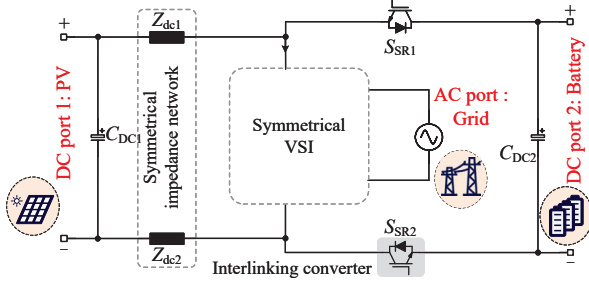 +
Z_dc1
S_SR1
+
DC port 1: PV
C_DC1
+
Symmetrical
impedance network
Symmetrical
VSI
AC port :
Grid
C_DC2
+
DC port 2: Battery
−
Z_dc2
Interlinking converter
S_SR2
−